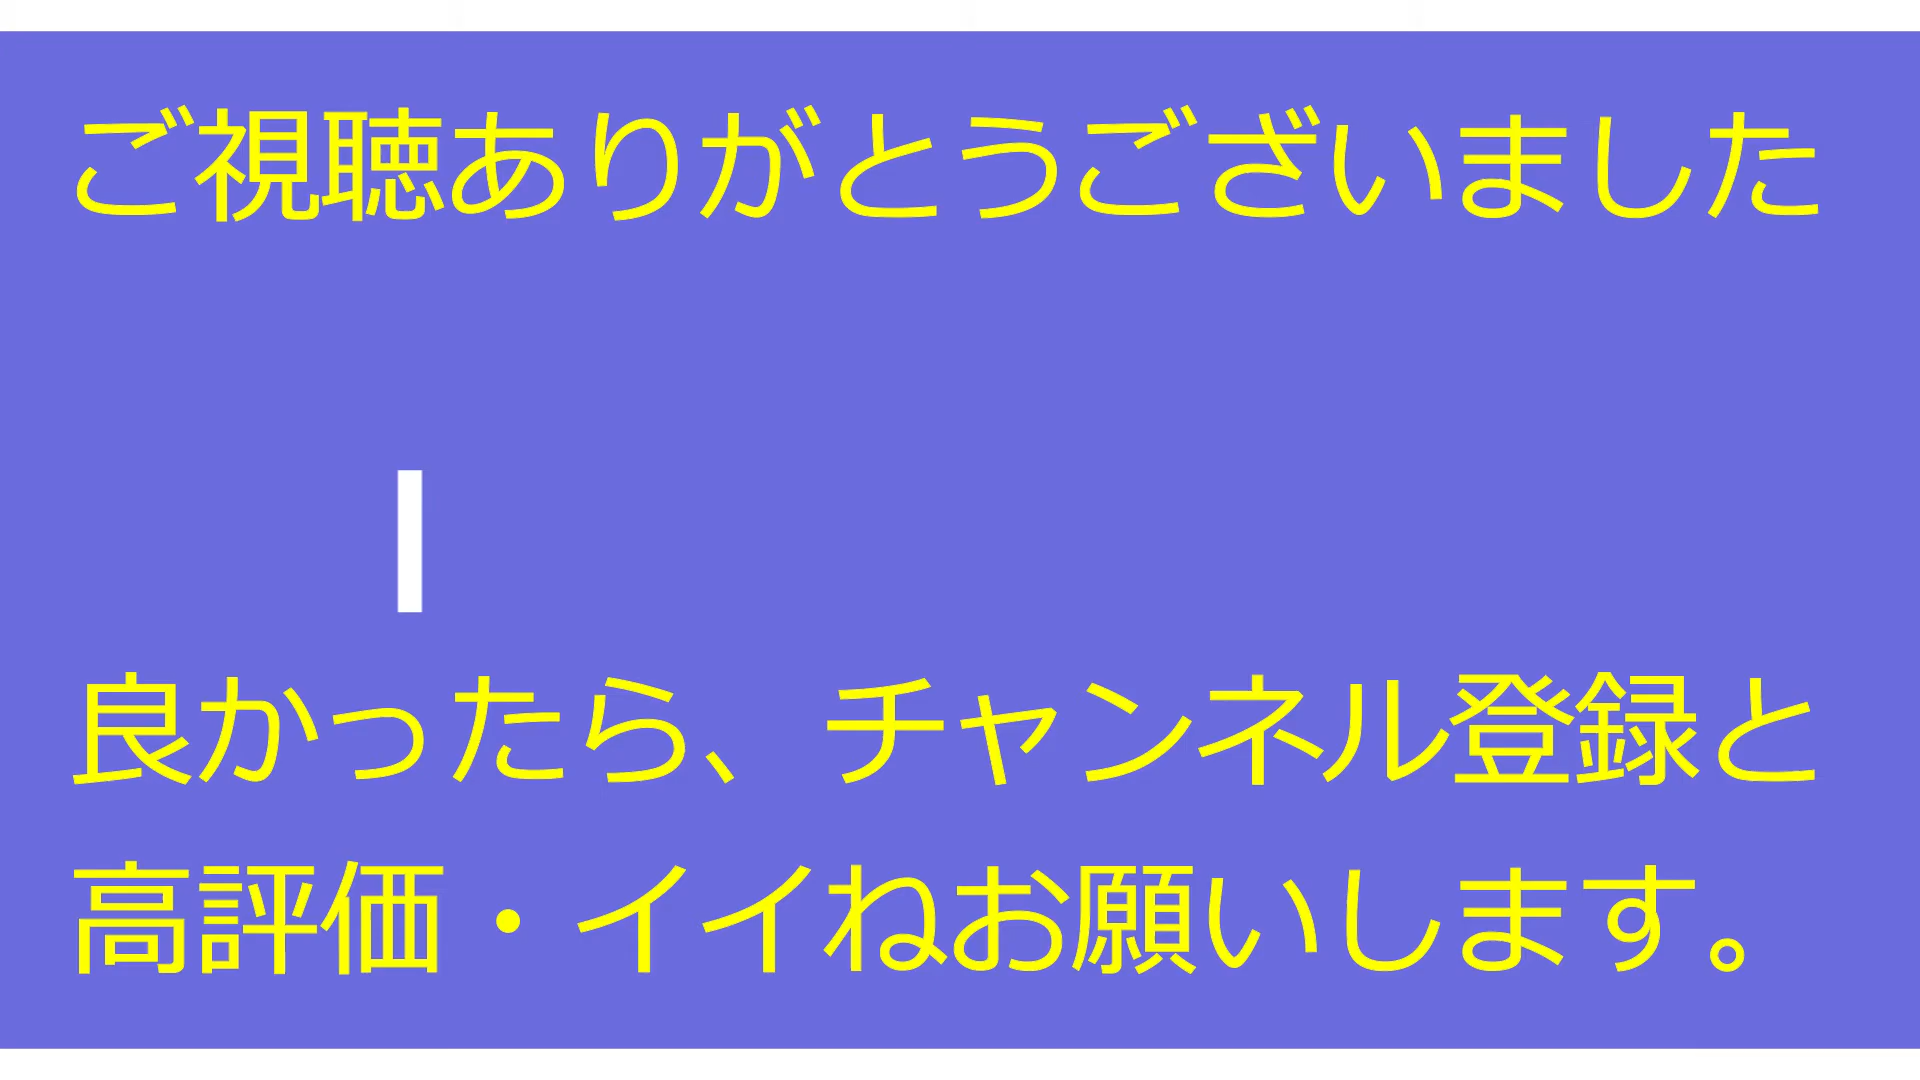 ご視聴ありがとうございました
良かったら、チャンネル登録と
高評価・イイねお願いします。